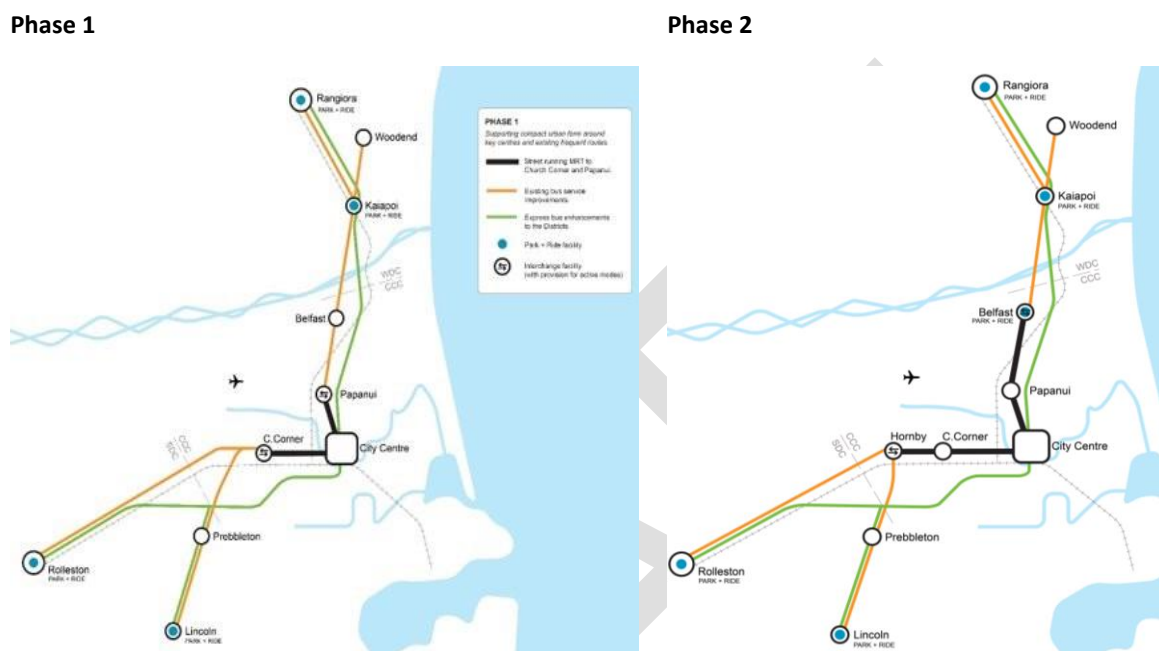 Phase 1
Rangiora
PARK + RIDE
Woodend
Kaiapoi
PARK + RIDE
WDC
CCC
Belfast
Papanui
C.Corner
CCC
SDC
City Centre
Prebbleton
Rolleston
PARK + RIDE
Lincoln
PARK + RIDE
PHASE 1
Supporting compact urban form around
key centres and existing frequent routes.
Street running MRT to
Church Corner and Papanui.
Existing bus service
improvements.
Express bus enhancements
to the Districts.
Park + Ride facility
Interchange facility
(with provision for active modes)
Phase 2
Rangiora
PARK + RIDE
Woodend
Kaiapoi
PARK + RIDE
WDC
CCC
Belfast
PARK + RIDE
Papanui
Hornby
C.Corner
CCC
SDC
City Centre
Prebbleton
Rolleston
PARK + RIDE
Lincoln
PARK + RIDE